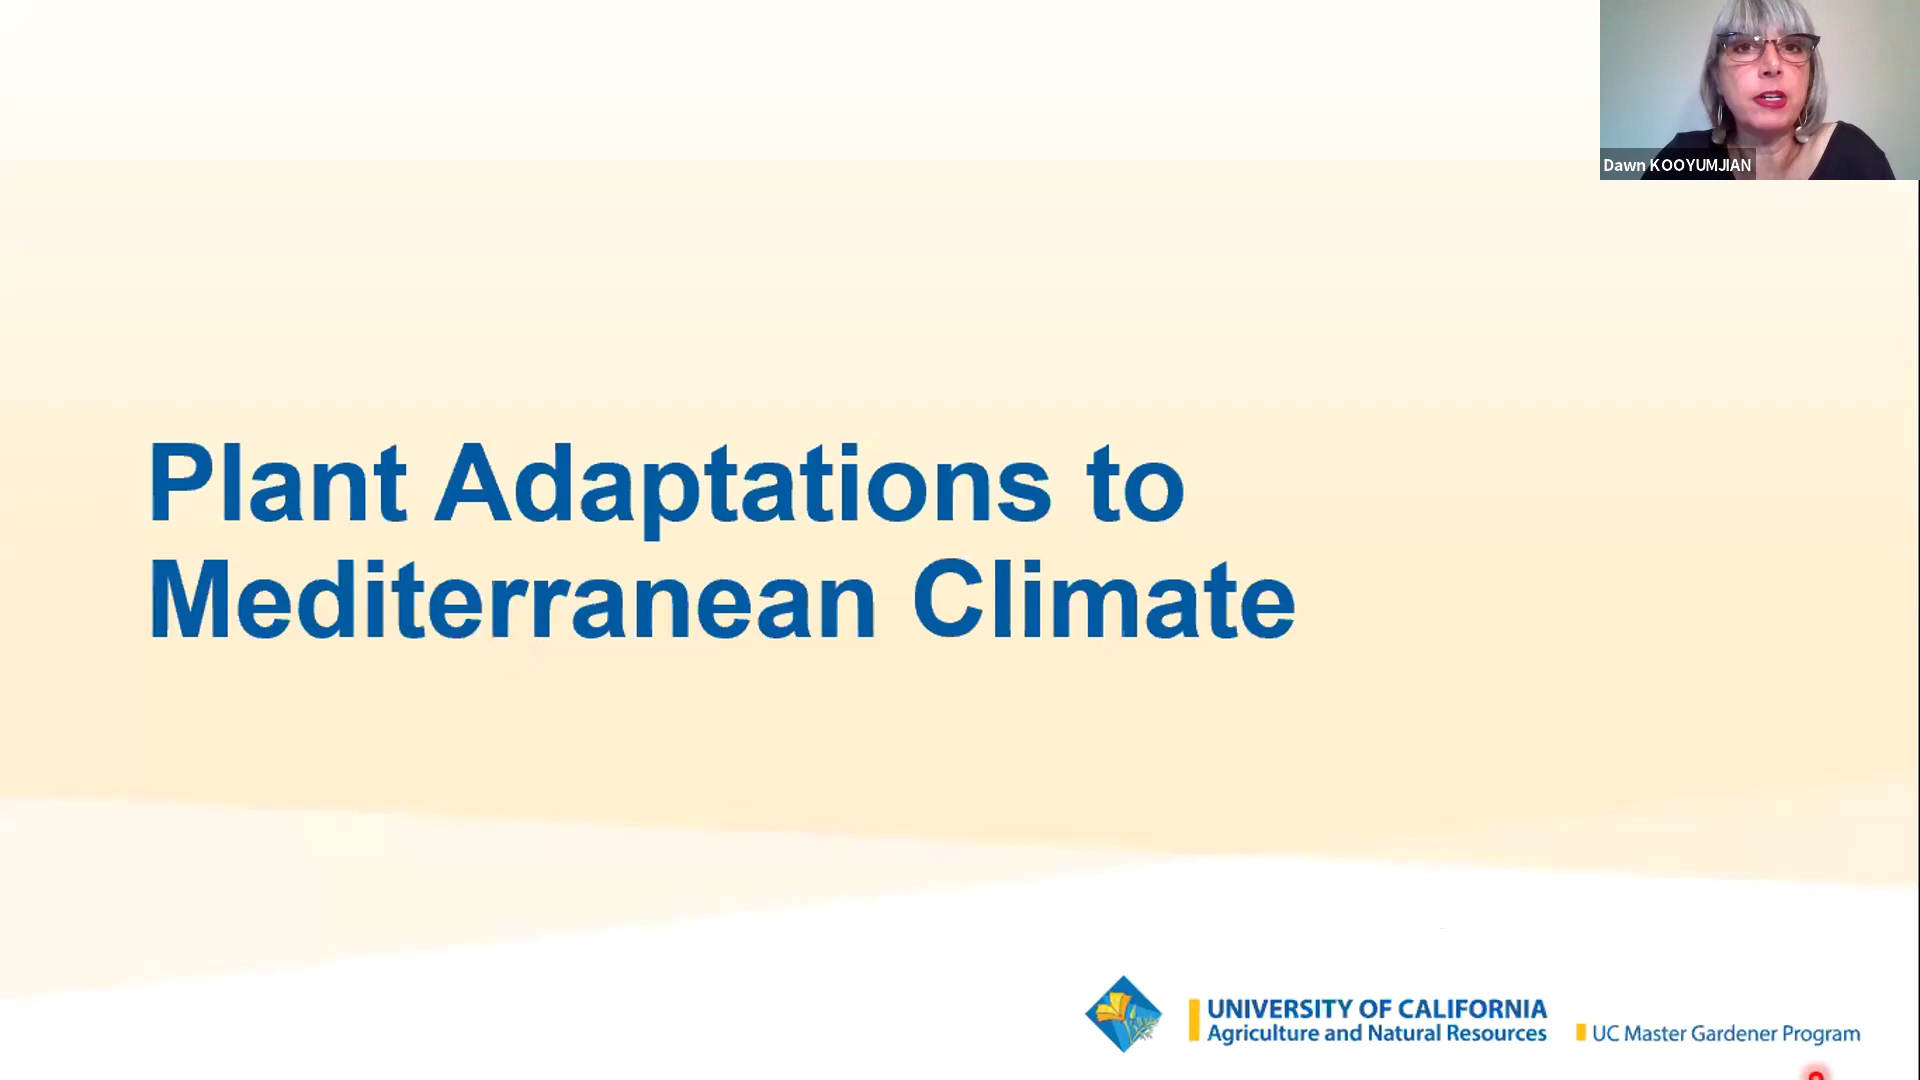 Dawn KOOYUMJIAN
Plant Adaptations to
Mediterranean Climate
UNIVERSITY OF CALIFORNIA
Agriculture and Natural Resources
UC Master Gardener Program